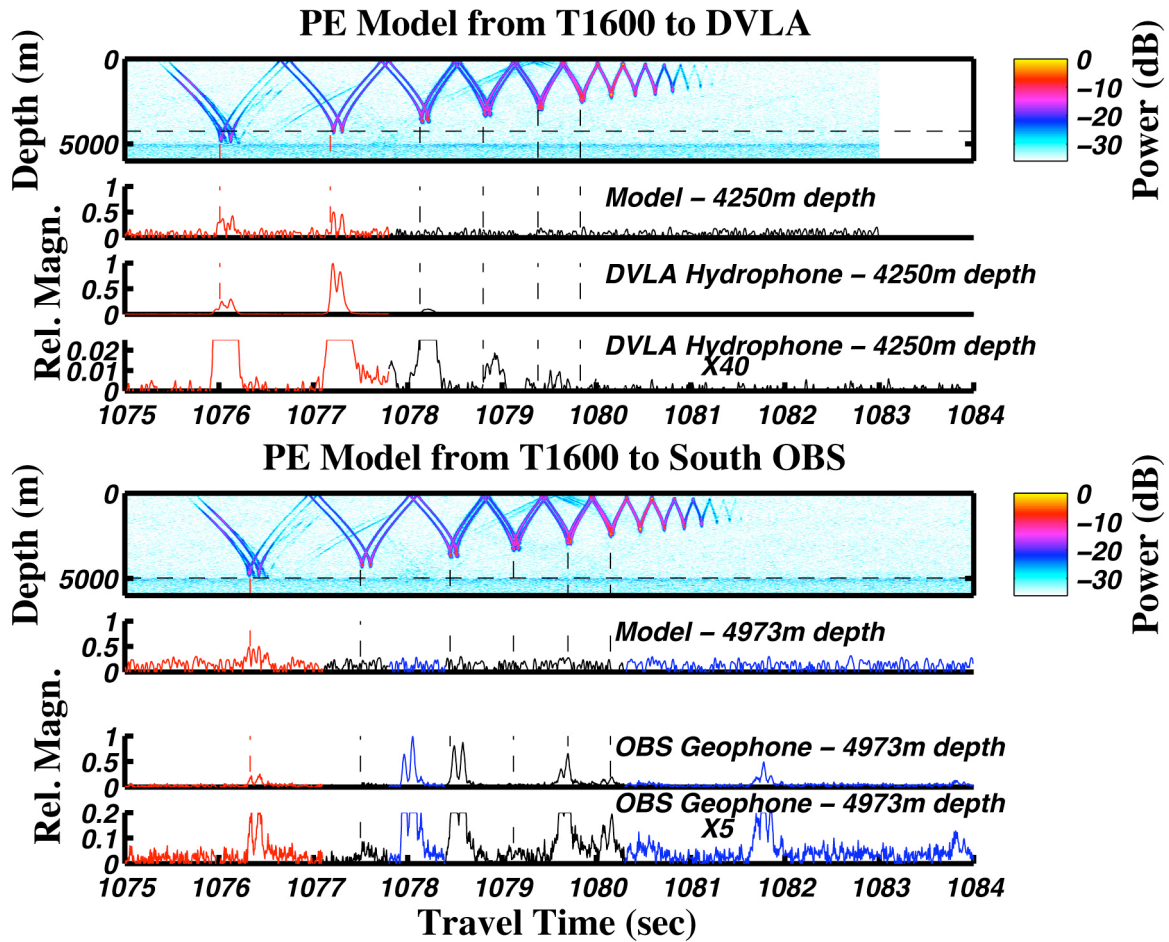 PE Model from T1600 to DVLA
Depth (m)
0
5000
Power (dB)
0
−10
−20
−30
Rel. Magn.
1
0.5
0
Model − 4250m depth
1
0.5
0
DVLA Hydrophone − 4250m depth
0.02
0.01
0
DVLA Hydrophone − 4250m depth
X40
1075 1076 1077 1078 1079 1080 1081 1082 1083 1084
PE Model from T1600 to South OBS
Depth (m)
0
5000
Power (dB)
0
−10
−20
−30
Rel. Magn.
1
0.5
0
Model − 4973m depth
1
0.5
0
OBS Geophone − 4973m depth
0.2
0.1
0
OBS Geophone − 4973m depth
X5
1075 1076 1077 1078 1079 1080 1081 1082 1083 1084
Travel Time (sec)